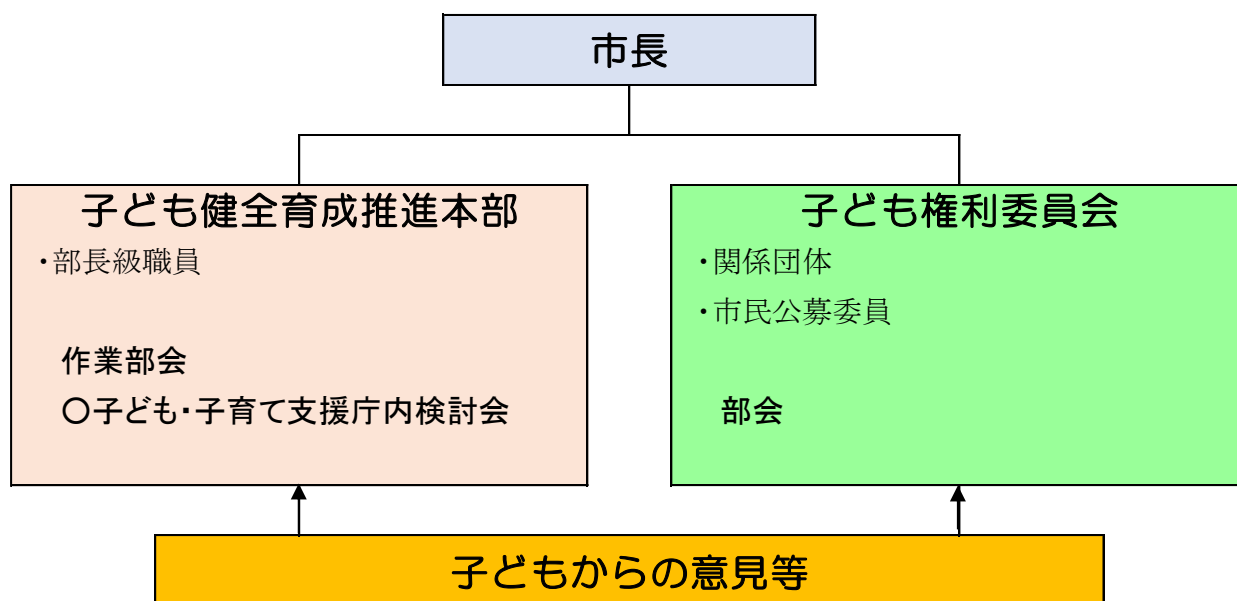 市長
子ども健全育成推進本部
・部長級職員
作業部会
〇子ども・子育て支援庁内検討会
子ども権利委員会
・関係団体
・市民公募委員
部会
子どもからの意見等